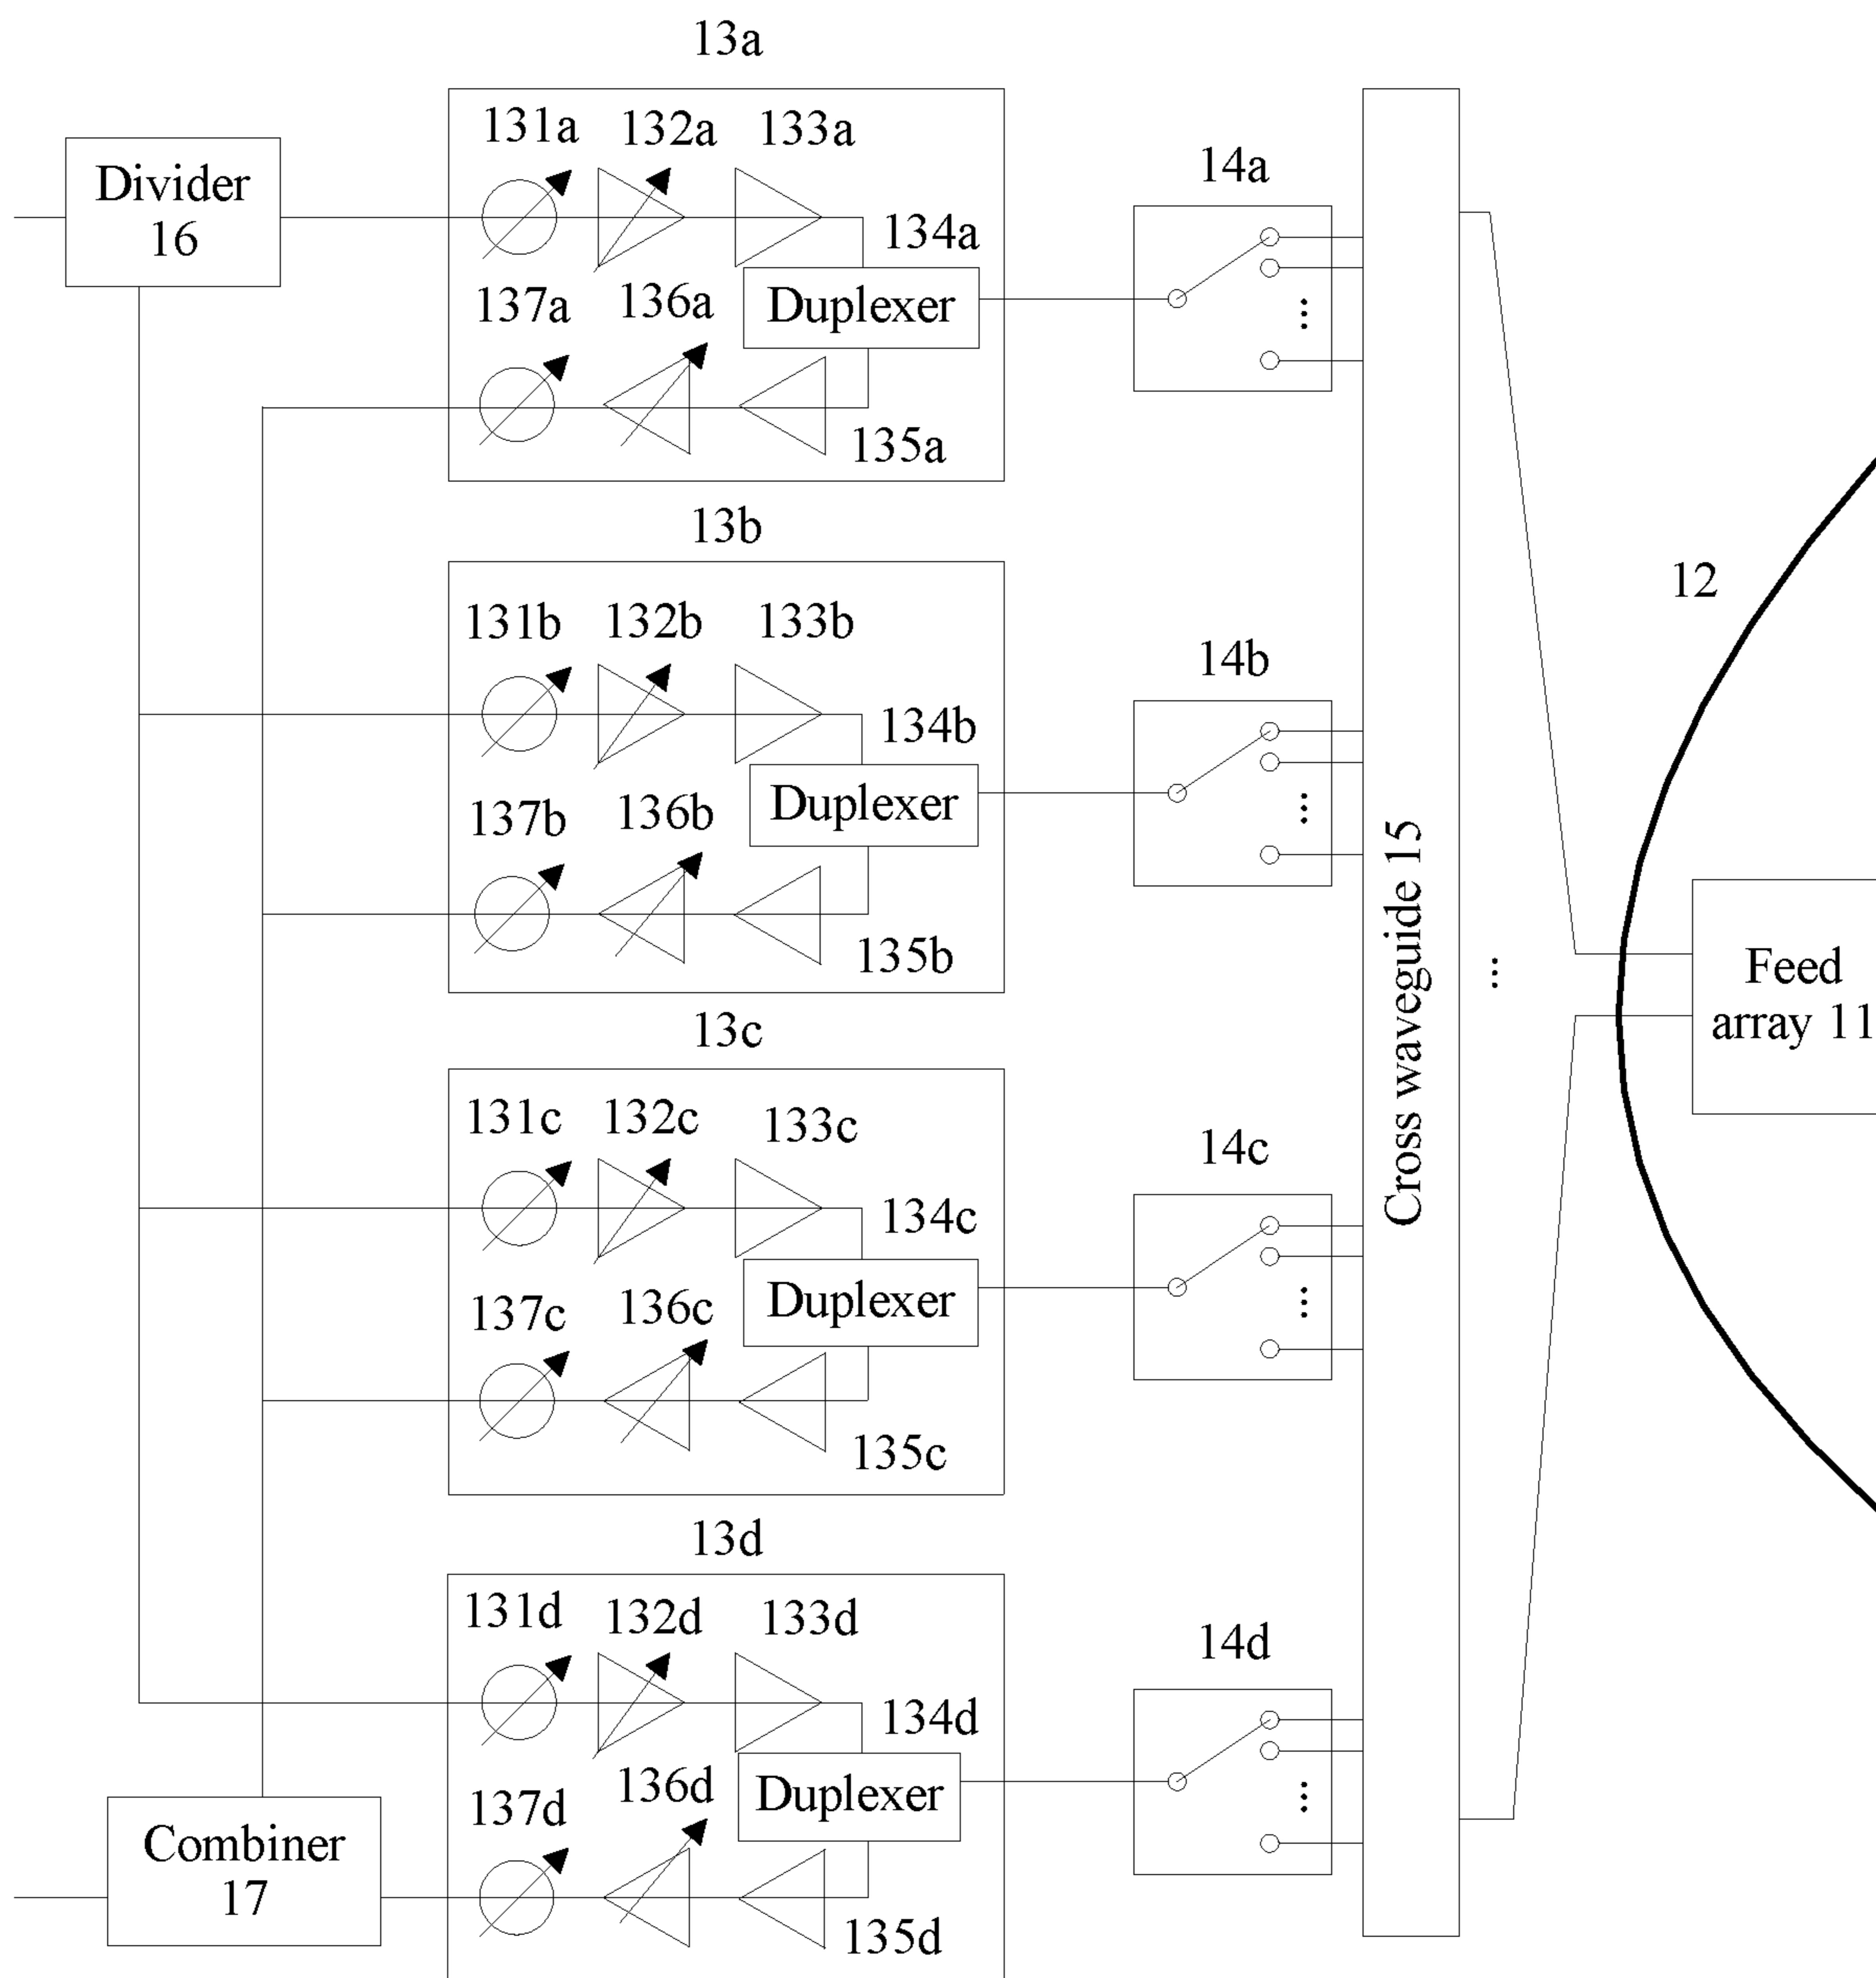 13a
131a 132a 133a
Divider
16
14a
134a
137a 136a
Duplexer
135a
13b
12
131b 132b 133b
14b
134b
137b 136b
Duplexer
135b
Cross waveguide 15
...
Feed
array 11
13c
131c 132c 133c
14c
134c
137c 136c
Duplexer
135c
13d
131d 132d 133d
14d
134d
137d 136d
Duplexer
Combiner
17
135d